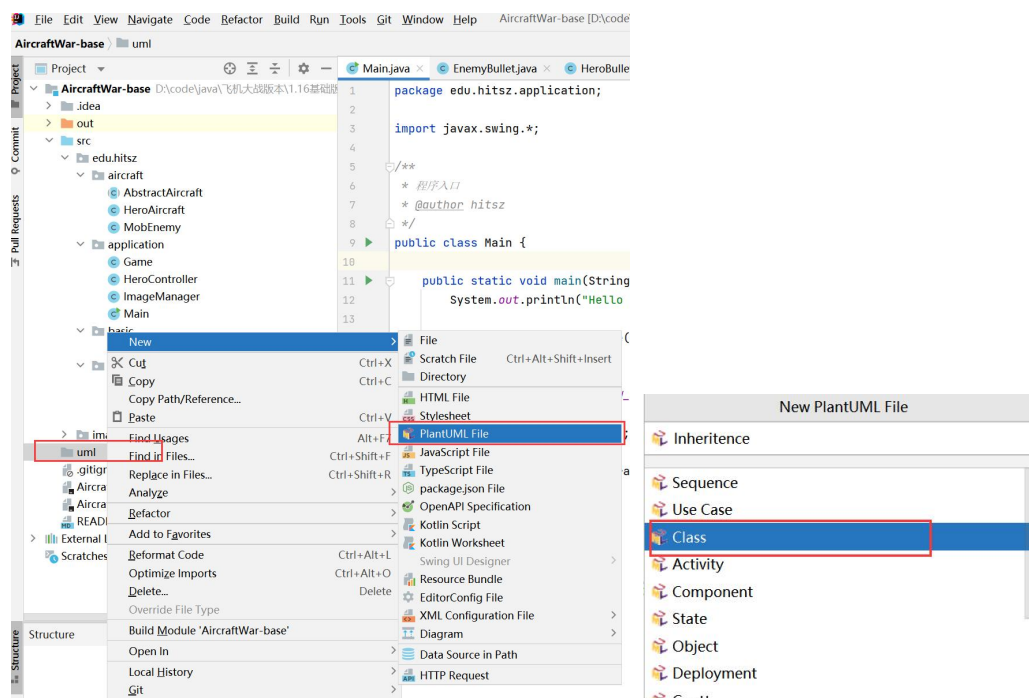 File Edit View Navigate Code Refactor Build Run Tools Git Window Help AircraftWar-base [D:\code
AircraftWar-base uml
Project
Main.java
EnemyBullet.java
HeroBulle
Project
Commit
Pull Requests
Structure
AircraftWar-base D:\code\java\飞机大战版本\1.16基础版
.idea
out
src
edu.hitsz
aircraft
AbstractAircraft
HeroAircraft
MobEnemy
application
Game
HeroController
ImageManager
Main
basic
uml
.gitigr
Aircra
Aircra
READ
External
Scratches
Structure
1 package edu.hitsz.application;
2
3 import javax.swing.*;
4
5 /**
6 * 程序入口
7 * @author hitsz
8 */
9 public class Main {
10
11 public static void main(String
12 System.out.println("Hello
13
New
Cut Ctrl+X
Copy Ctrl+C
Copy Path/Reference...
Paste Ctrl+V
Find Usages Alt+F7
Find in Files... Ctrl+Shift+F
Replace in Files... Ctrl+Shift+R
Analyze
Refactor
Add to Favorites
Reformat Code Ctrl+Alt+L
Optimize Imports Ctrl+Alt+O
Delete... Delete
Override File Type
Build Module 'AircraftWar-base'
Open In
Local History
Git
File
Scratch File Ctrl+Alt+Shift+Insert
Directory
HTML File
Stylesheet
PlantUML File
JavaScript File
TypeScript File
package.json File
OpenAPI Specification
Kotlin Script
Kotlin Worksheet
Swing UI Designer
Resource Bundle
EditorConfig File
XML Configuration File
Diagram
Data Source in Path
HTTP Request
New PlantUML File
Inheritence
Sequence
Use Case
Class
Activity
Component
State
Object
Deployment